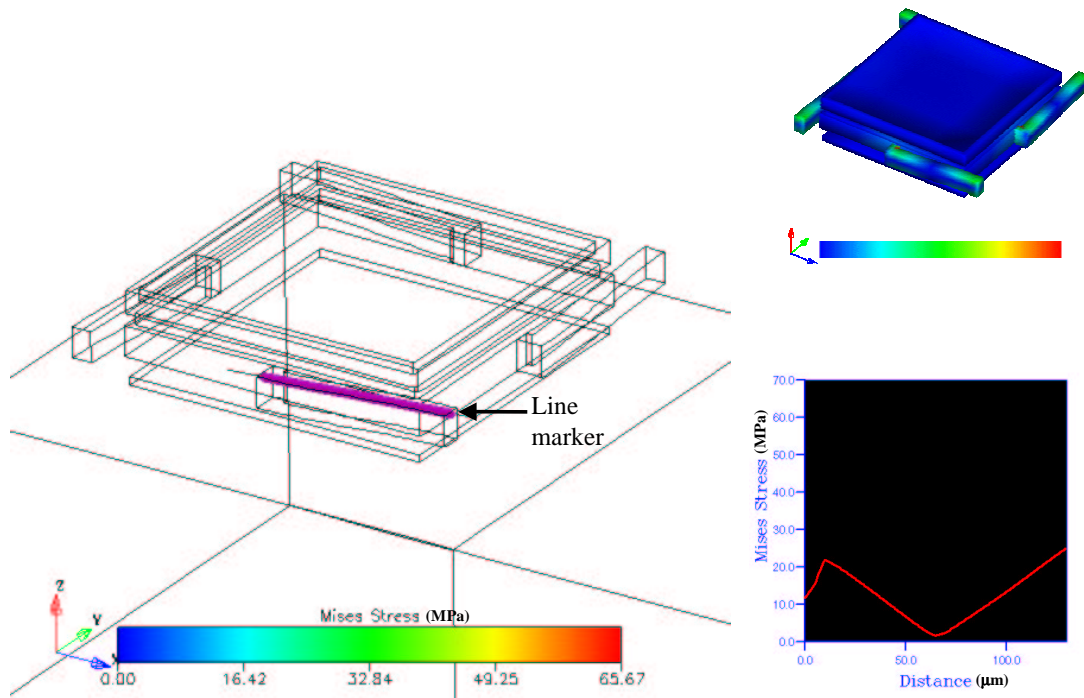 Line
marker
Z
Y
X
Mises Stress (MPa)
0.00 16.42 32.84 49.25 65.67
70.0
60.0
50.0
40.0
30.0
20.0
10.0
0.0
Mises Stress (MPa)
0.0 50.0 100.0
Distance (μm)